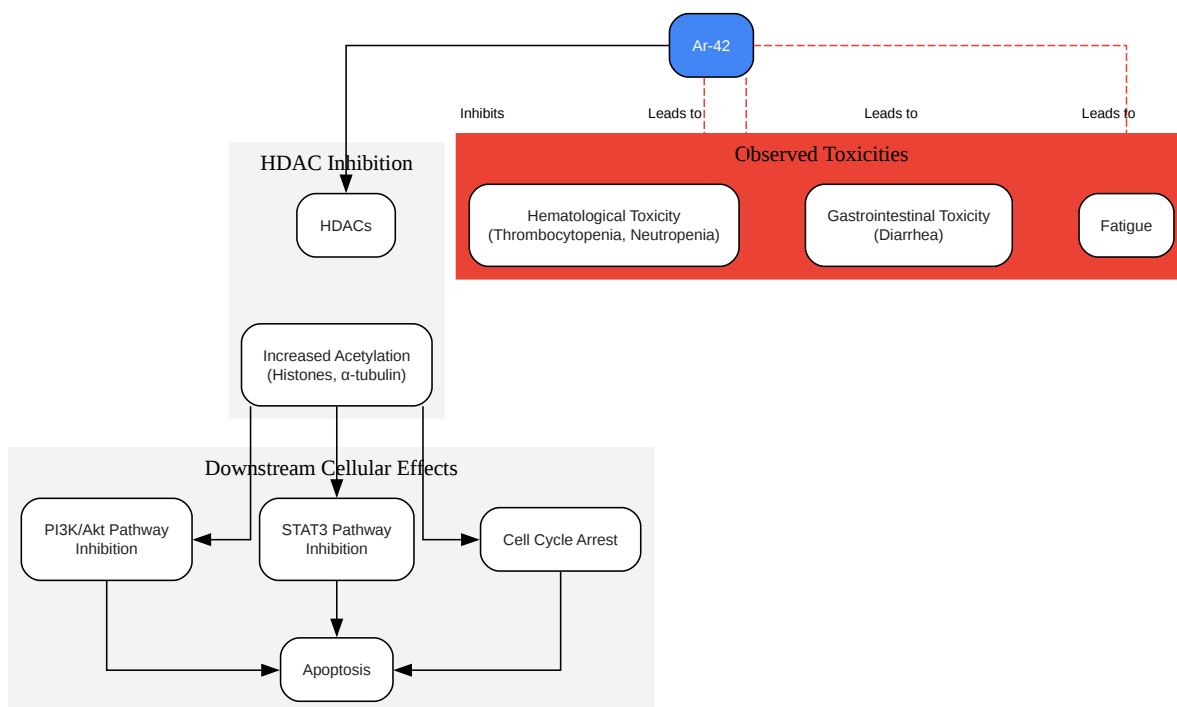 Ar-42
Inhibits
Leads to
Leads to
Leads to
HDAC Inhibition
Observed Toxicities
HDACs
Hematological Toxicity
(Thrombocytopenia, Neutropenia)
Gastrointestinal Toxicity
(Diarrhea)
Fatigue
Increased Acetylation
(Histones, α-tubulin)
Downstream Cellular Effects
PI3K/Akt Pathway
Inhibition
STAT3 Pathway
Inhibition
Cell Cycle Arrest
Apoptosis